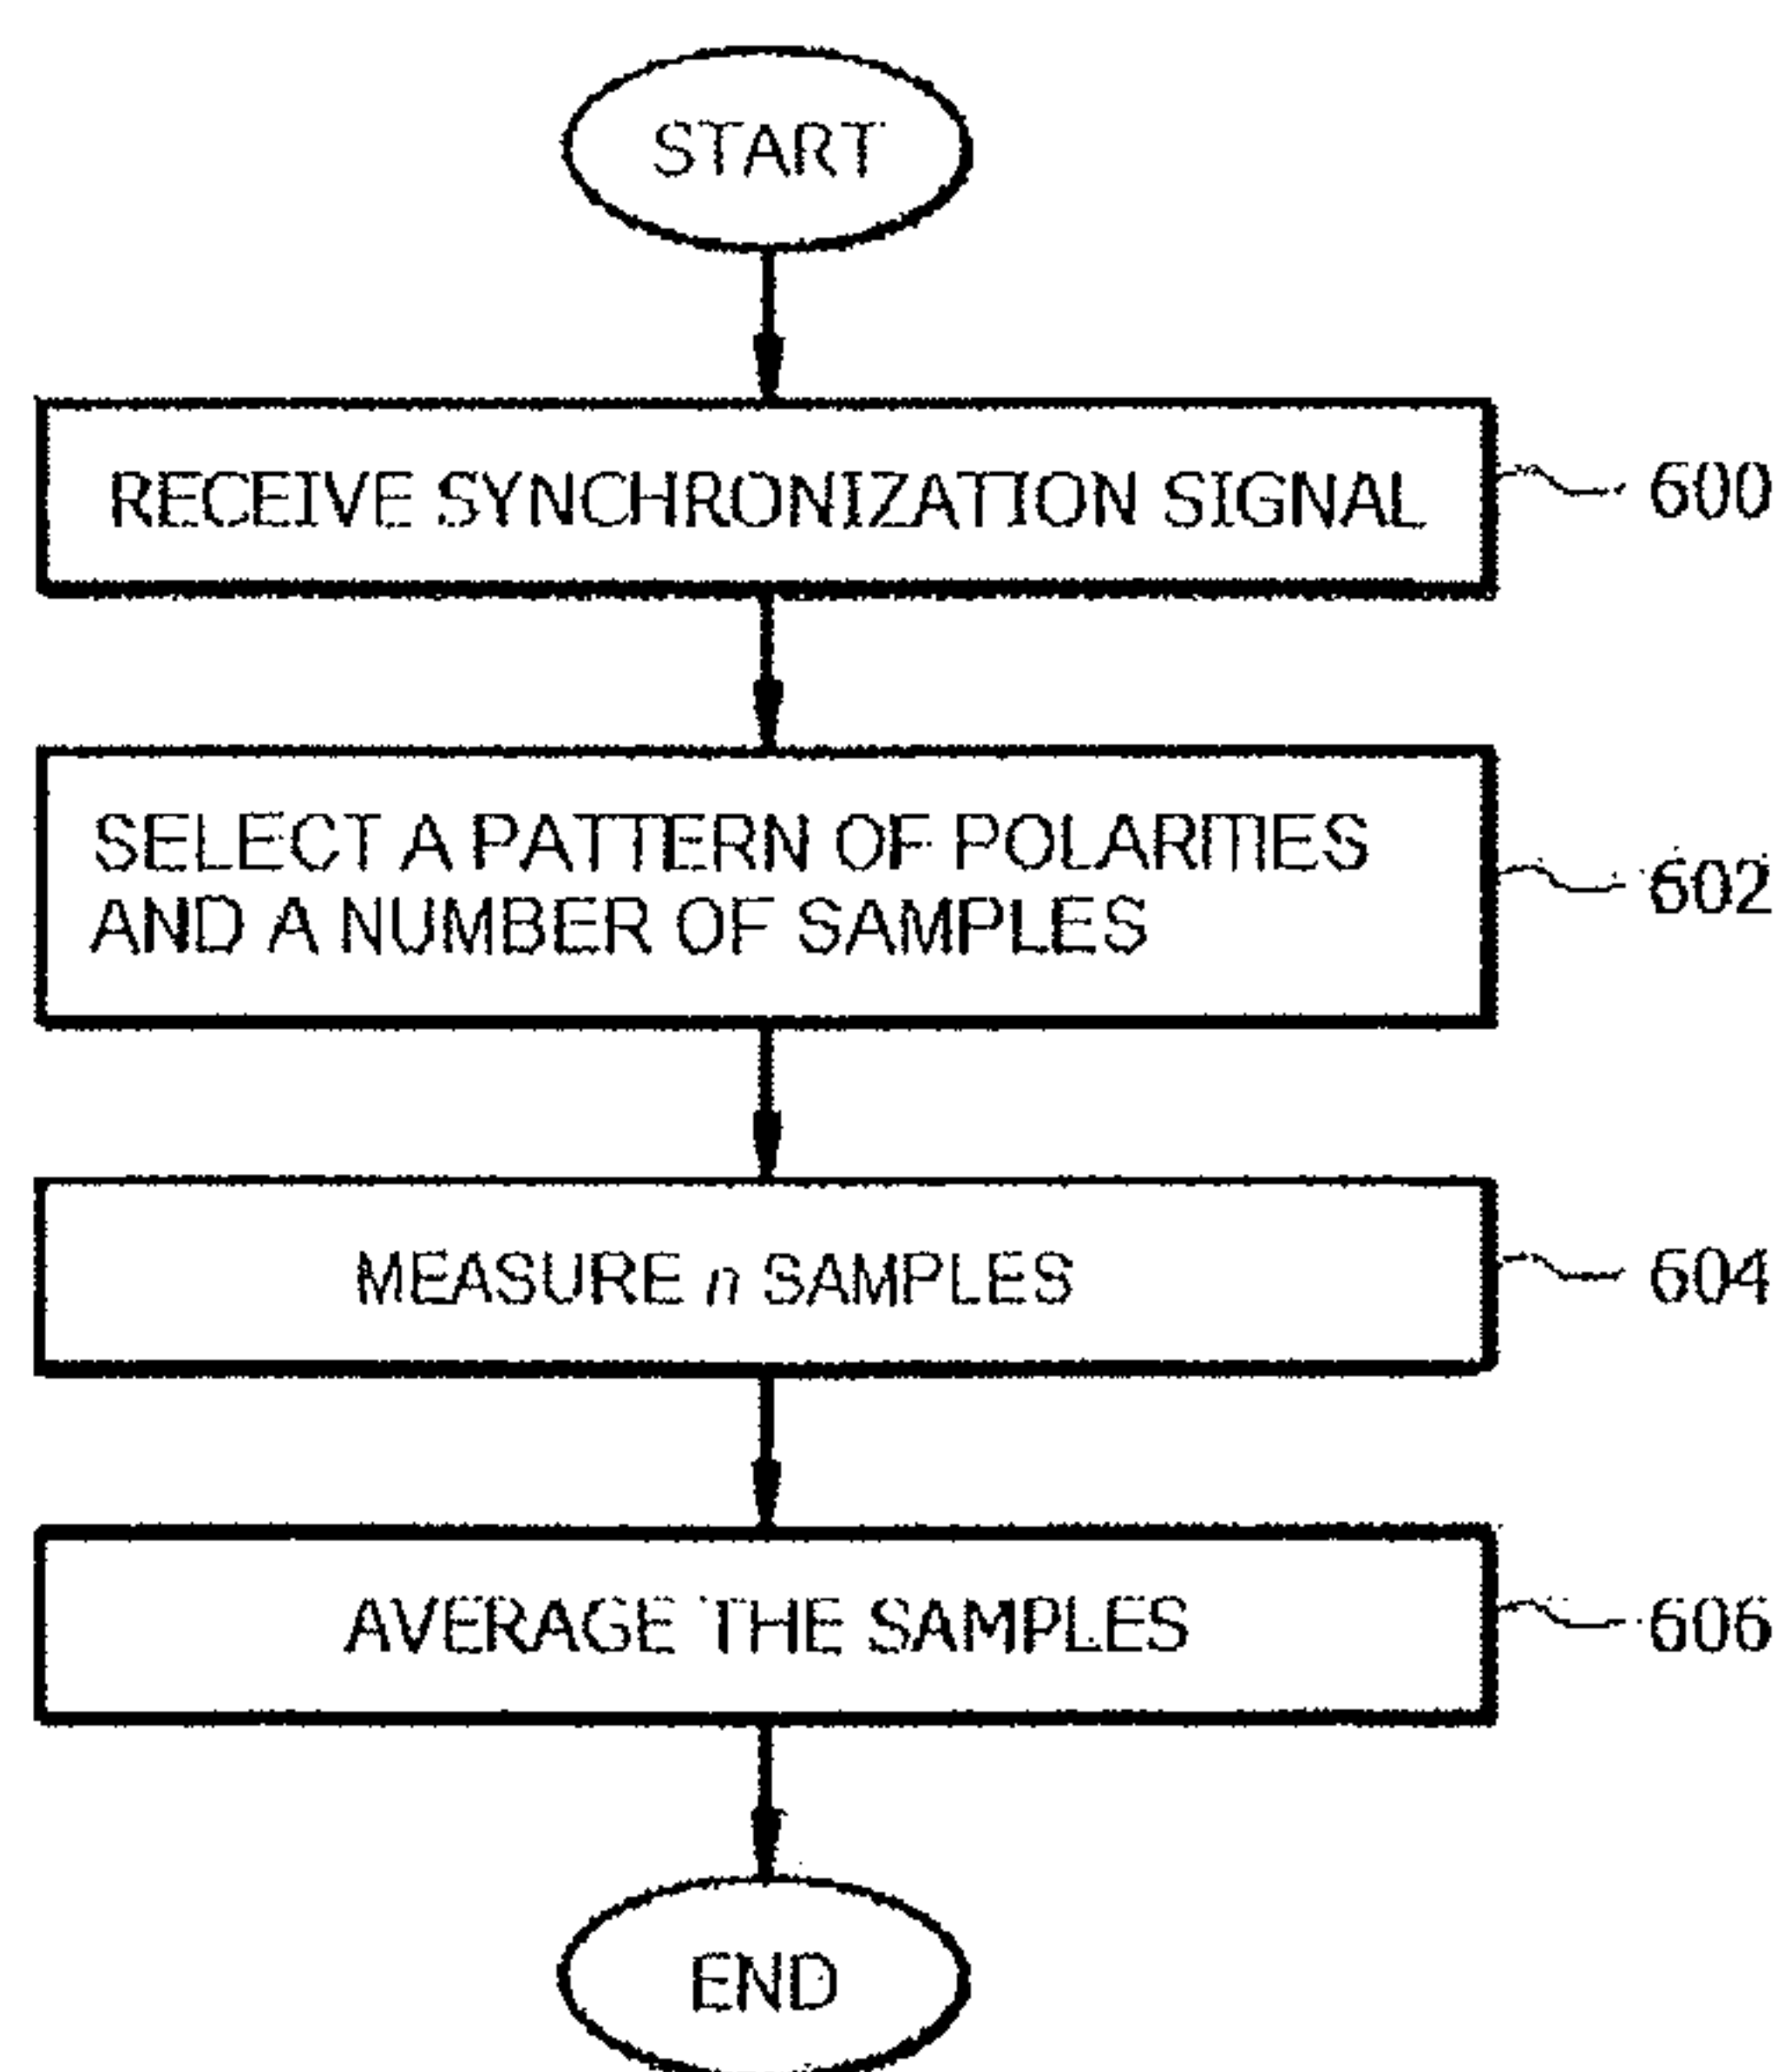 START
RECEIVE SYNCHRONIZATION SIGNAL
600
SELECT A PATTERN OF POLARITIES
AND A NUMBER OF SAMPLES
602
MEASURE n SAMPLES
604
AVERAGE THE SAMPLES
606
END